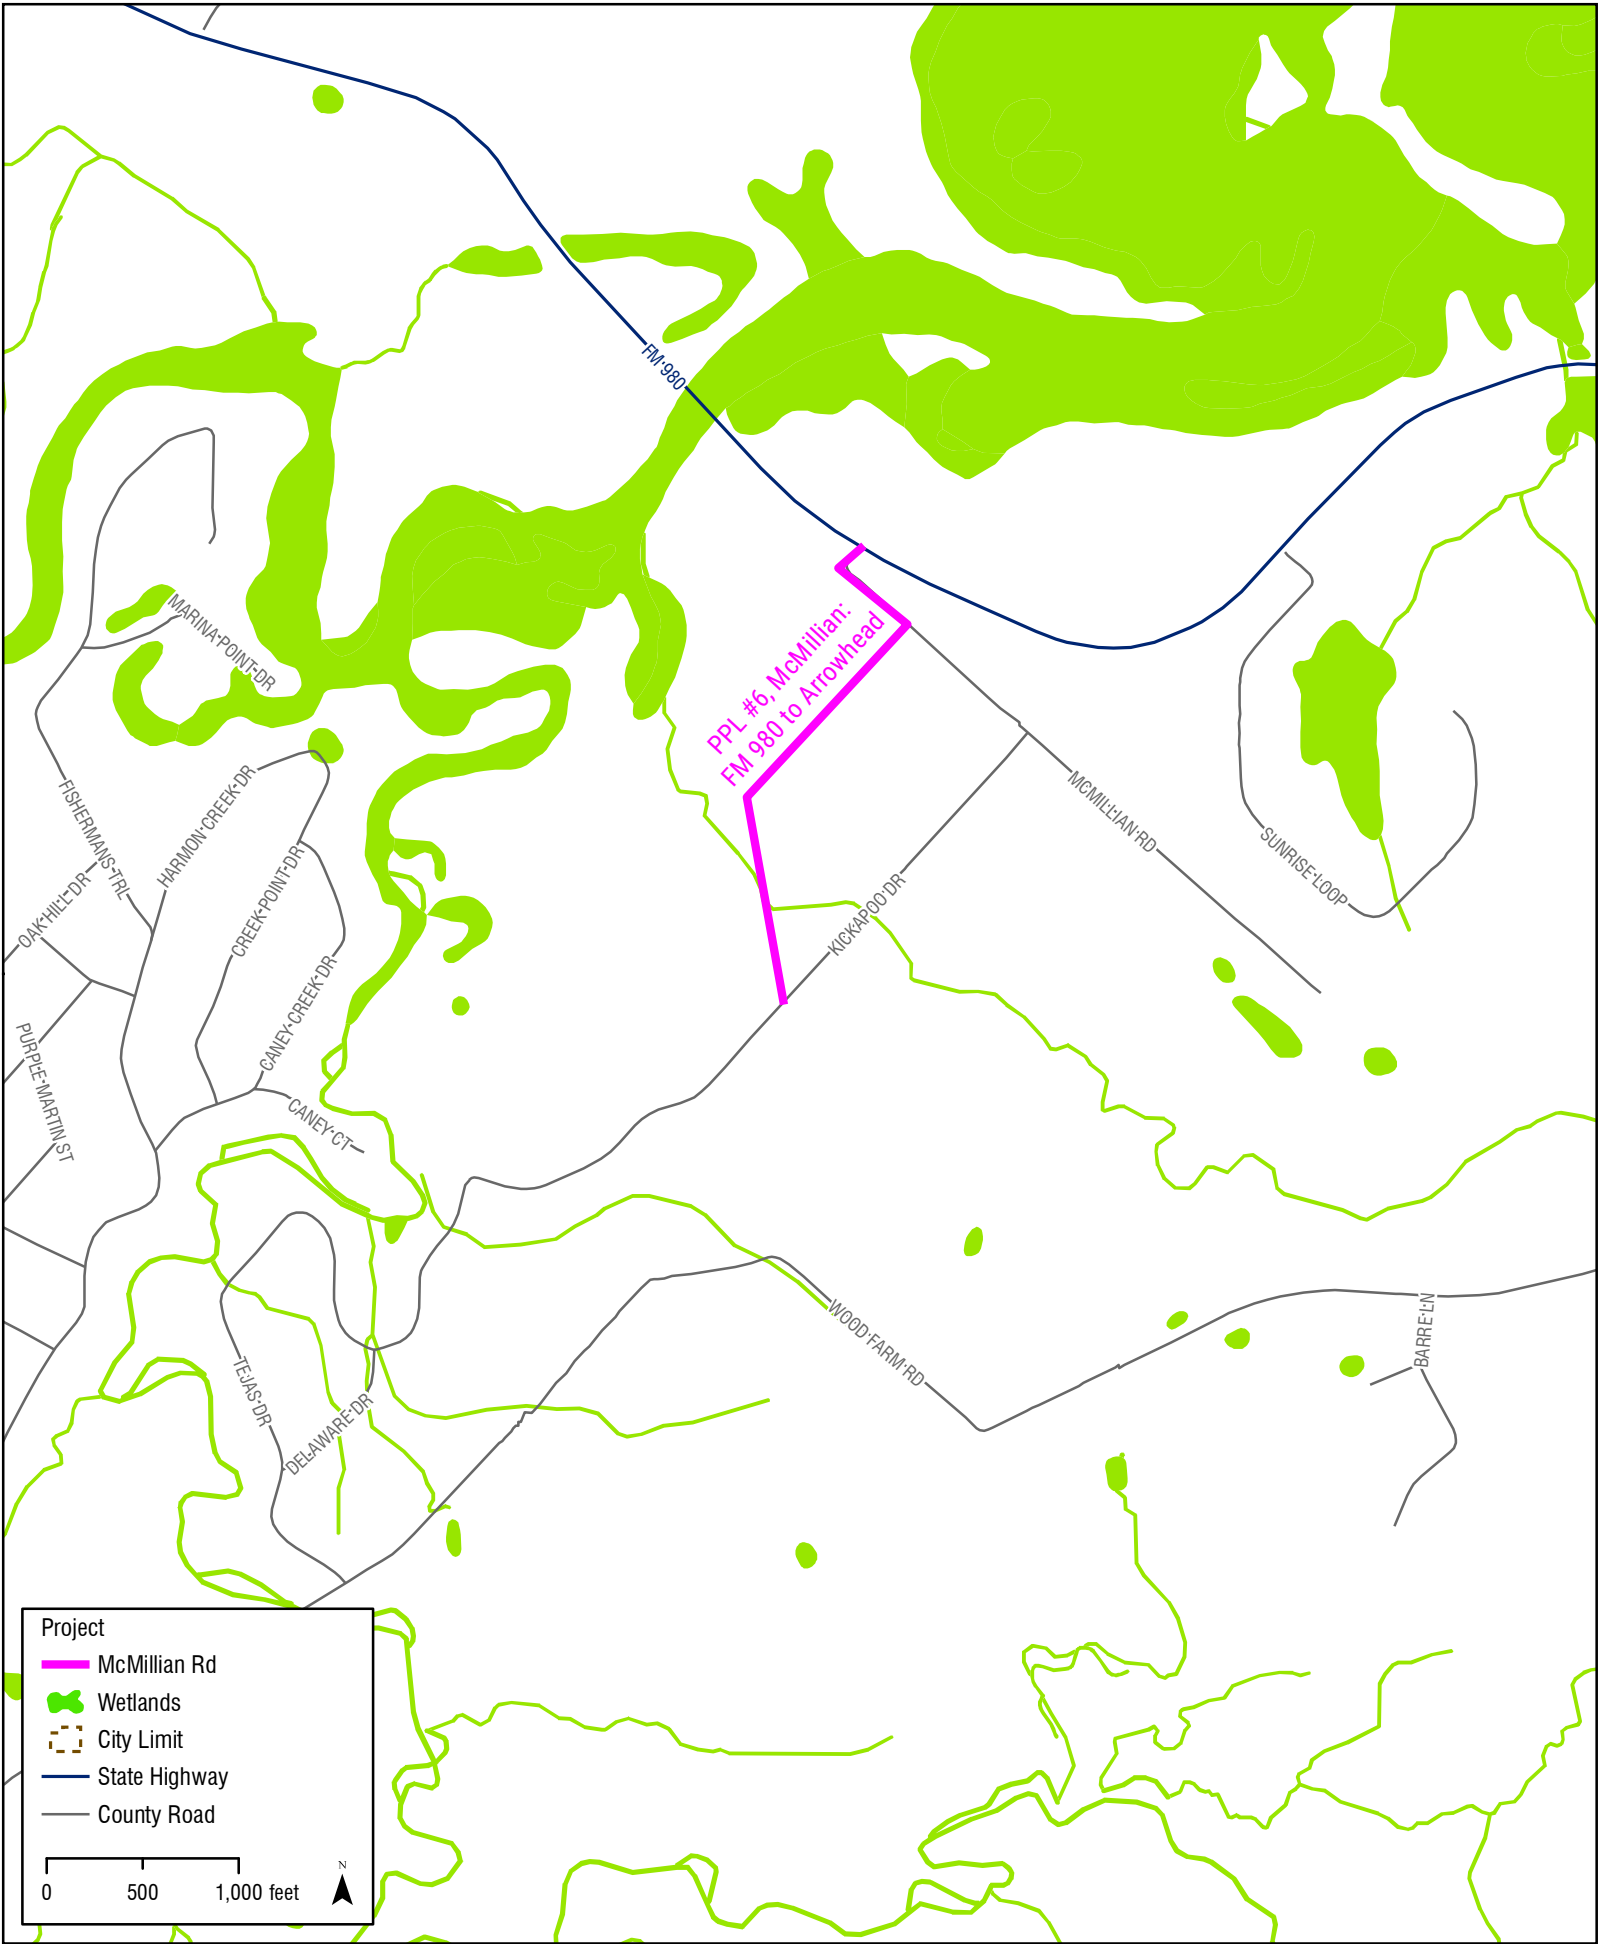 FM 980
MARINA POINT DR
PPL #6, McMillian:
FM 980 to Arrowhead
FISHERMANS TRL
HARMON CREEK DR
MCMILLIAN RD
SUNRISE LOOP
OAK HILL DR
CREEK POINT DR
KICKAPOO DR
CANEY CREEK DR
PURPLE MARTIN ST
CANEY CT
WOOD FARM RD
BARRE LN
TEJAS DR
DELAWARE DR
Project
McMillian Rd
Wetlands
City Limit
State Highway
County Road
N
0 500 1,000 feet